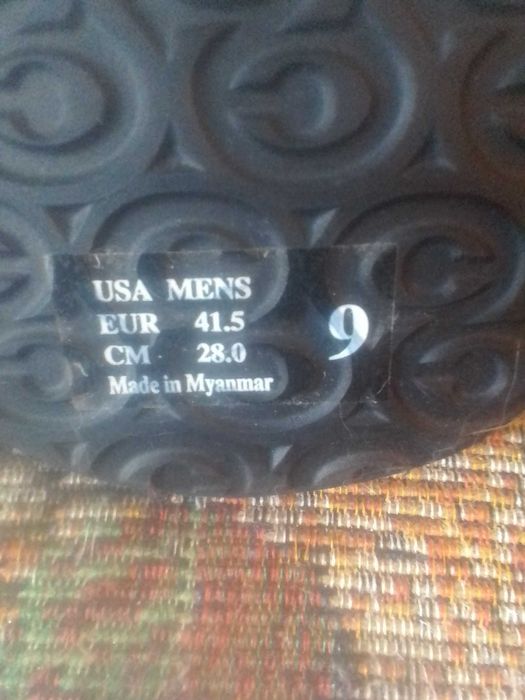 USA MENS
EUR 41.5
CM 28.0
9
Made in Myanmar